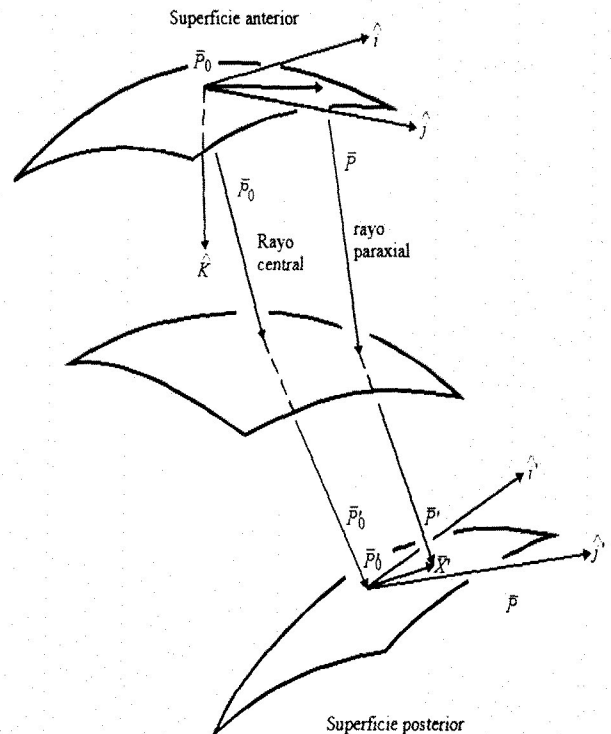 Superficie anterior
î
P̄₀
ĵ
p̄₀
p̄
Rayo
central
rayo
paraxial
K̂
î'
p̄'₀
p̄'
P̄'₀
X̄'
ĵ'
p̄
Superficie posterior